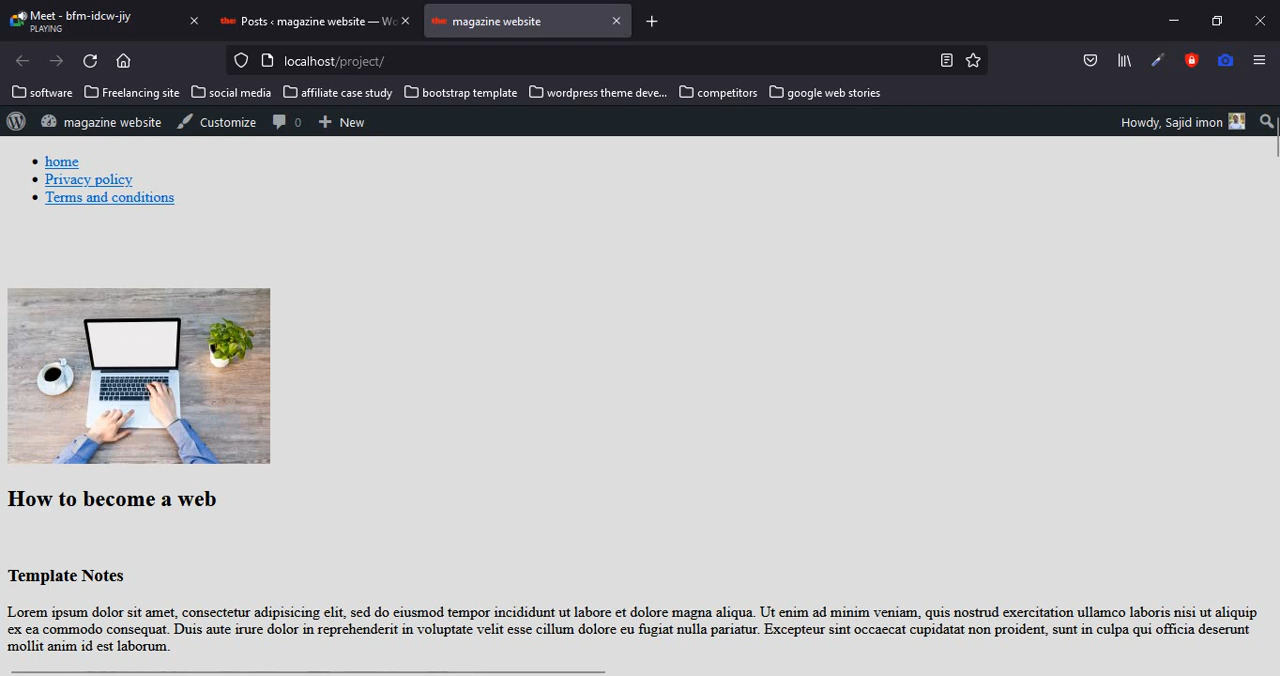 Meet - bfm-idcw-jiy
PLAYING
the!
Posts ‹ magazine website — Wo
the!
magazine website
localhost/project/
software
Freelancing site
social media
affiliate case study
bootstrap template
wordpress theme deve...
competitors
google web stories
magazine website
Customize
0
New
Howdy, Sajid imon
home
Privacy policy
Terms and conditions
How to become a web
Template Notes
Lorem ipsum dolor sit amet, consectetur adipisicing elit, sed do eiusmod tempor incididunt ut labore et dolore magna aliqua. Ut enim ad minim veniam, quis nostrud exercitation ullamco laboris nisi ut aliquip
ex ea commodo consequat. Duis aute irure dolor in reprehenderit in voluptate velit esse cillum dolore eu fugiat nulla pariatur. Excepteur sint occaecat cupidatat non proident, sunt in culpa qui officia deserunt
mollit anim id est laborum.